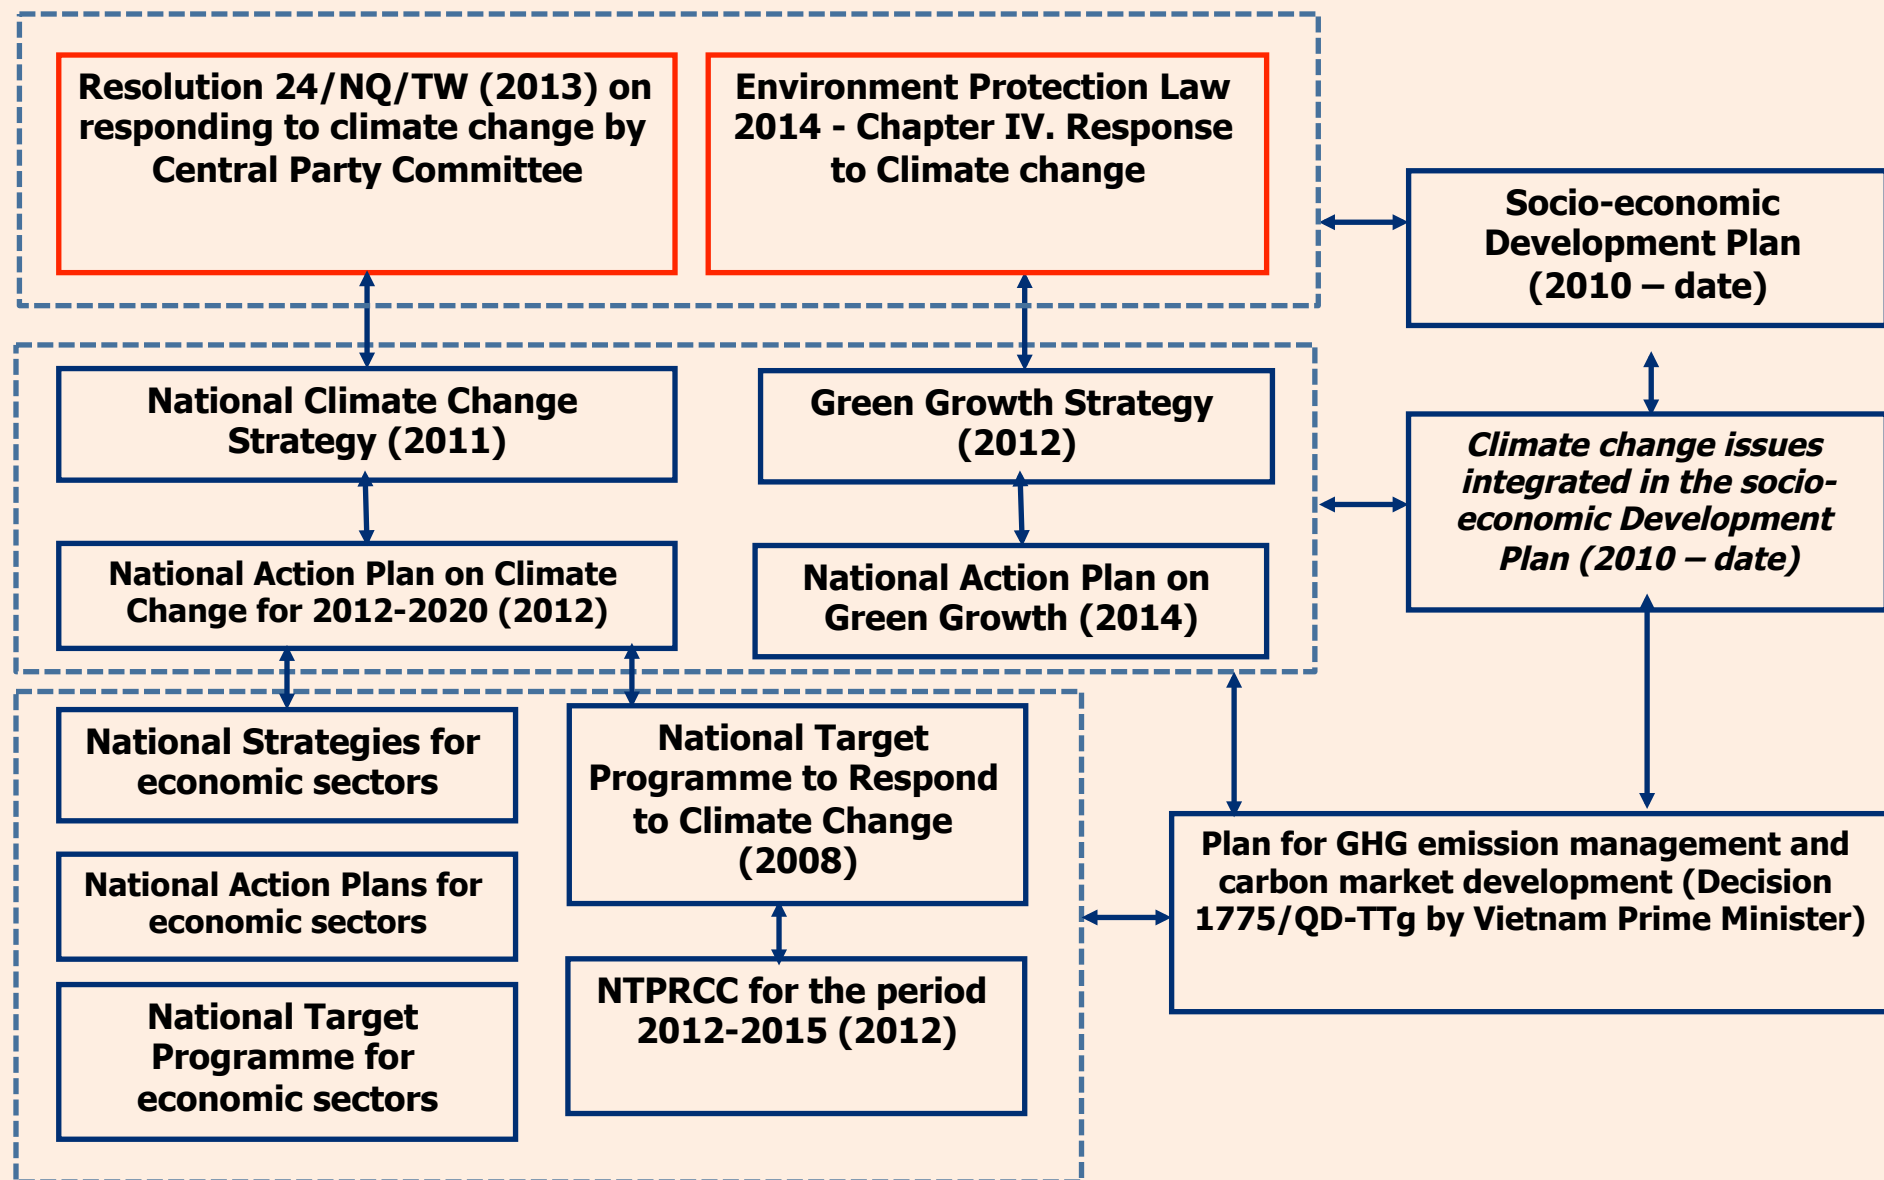 Resolution 24/NQ/TW (2013) on
responding to climate change by
Central Party Committee
Environment Protection Law
2014 - Chapter IV. Response
to Climate change
Socio-economic
Development Plan
(2010 – date)
National Climate Change
Strategy (2011)
Green Growth Strategy
(2012)
Climate change issues
integrated in the socio-
economic Development
Plan (2010 – date)
National Action Plan on Climate
Change for 2012-2020 (2012)
National Action Plan on
Green Growth (2014)
National Strategies for
economic sectors
National Target
Programme to Respond
to Climate Change
(2008)
Plan for GHG emission management and
carbon market development (Decision
1775/QD-TTg by Vietnam Prime Minister)
National Action Plans for
economic sectors
NTPRCC for the period
2012-2015 (2012)
National Target
Programme for
economic sectors